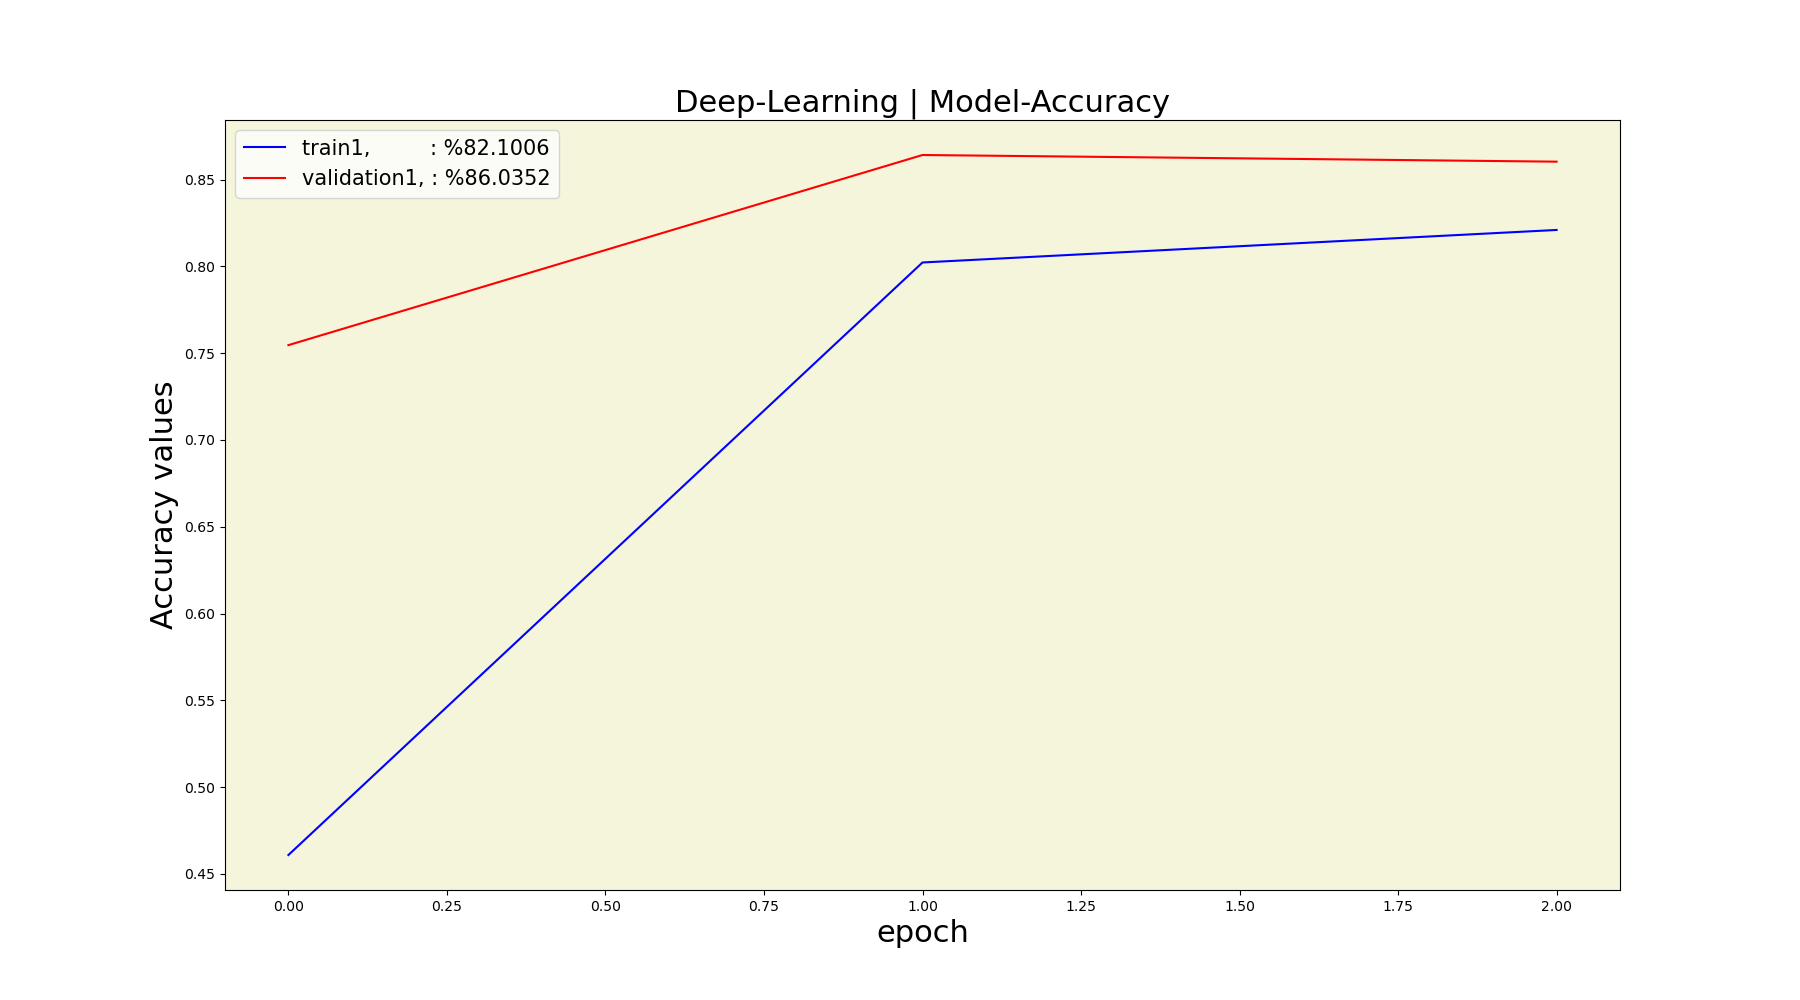 Deep-Learning | Model-Accuracy
train1, : %82.1006
validation1, : %86.0352
Accuracy values
0.85
0.80
0.75
0.70
0.65
0.60
0.55
0.50
0.45
0.00 0.25 0.50 0.75 1.00 1.25 1.50 1.75 2.00
epoch